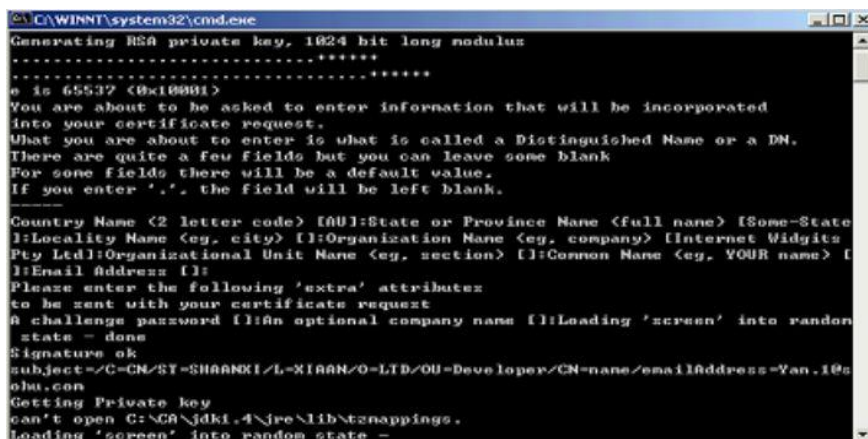 C:\WINNT\system32\cmd.exe
Generating RSA private key, 1024 bit long modulus
.............................++++++
..................................++++++
e is 65537 (0x10001)
You are about to be asked to enter information that will be incorporated
into your certificate request.
What you are about to enter is what is called a Distinguished Name or a DN.
There are quite a few fields but you can leave some blank
For some fields there will be a default value,
If you enter '.', the field will be left blank.
-----
Country Name (2 letter code) [AU]:State or Province Name (full name) [Some-State
]:Locality Name (eg, city) []:Organization Name (eg, company) [Internet Widgits
Pty Ltd]:Organizational Unit Name (eg, section) []:Common Name (eg, YOUR name) [
]:Email Address []:
Please enter the following 'extra' attributes
to be sent with your certificate request
A challenge password []:An optional company name []:Loading 'screen' into random
 state - done
Signature ok
subject=/C=CN/ST=SHAANXI/L=XIAAN/O=LTD/OU=Developer/CN=name/emailAddress=Yan.1@s
ohu.com
Getting Private key
can't open C:\CA\jdk1.4\jre\lib\tzmappings.
Loading 'screen' into random state -